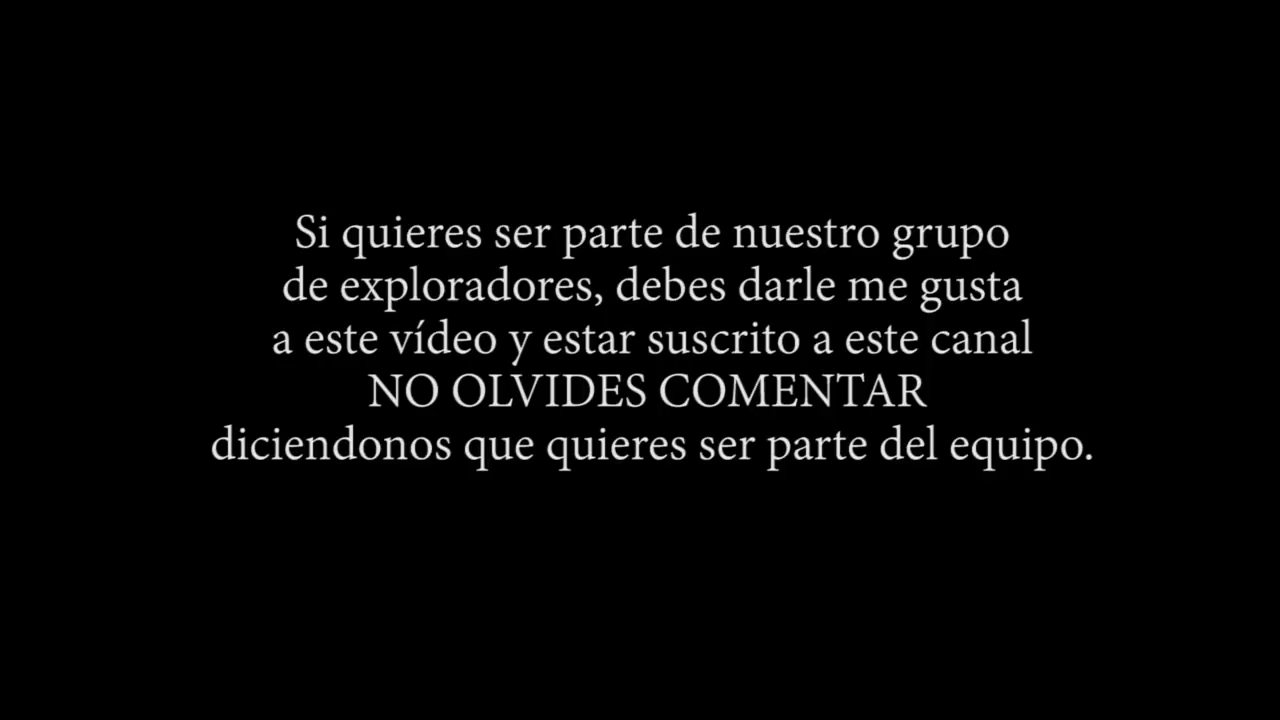 Si quieres ser parte de nuestro grupo
de exploradores, debes darle me gusta
a este vídeo y estar suscrito a este canal
NO OLVIDES COMENTAR
diciendonos que quieres ser parte del equipo.